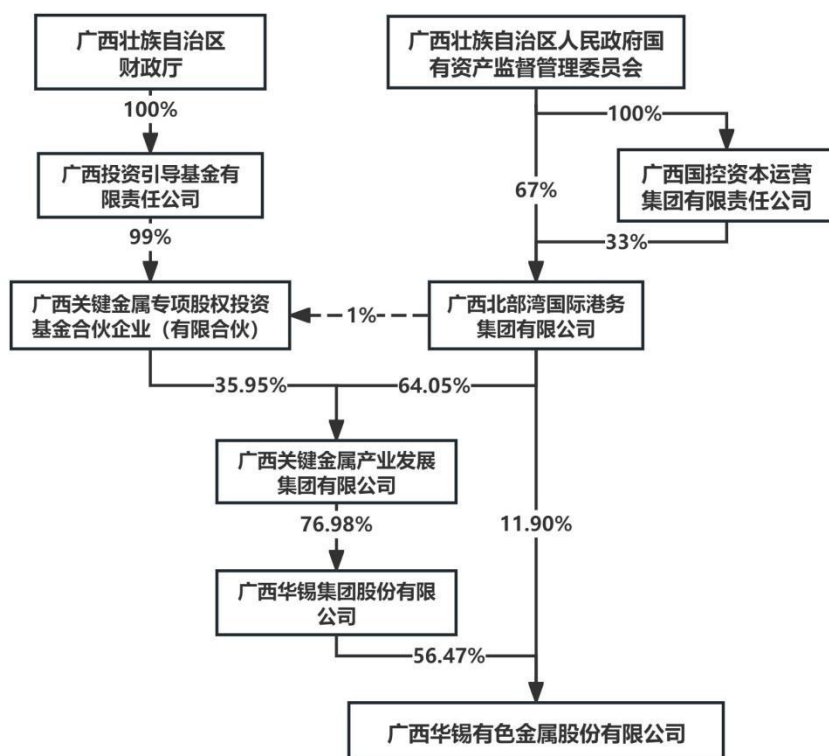 广西壮族自治区
财政厅
广西壮族自治区人民政府国
有资产监督管理委员会
100%
100%
广西投资引导基金有
限责任公司
67%
广西国控资本运营
集团有限责任公司
99%
33%
广西关键金属专项股权投资
基金合伙企业（有限合伙）
1%
广西北部湾国际港务
集团有限公司
35.95%
64.05%
广西关键金属产业发展
集团有限公司
76.98%
11.90%
广西华锡集团股份有限
公司
56.47%
广西华锡有色金属股份有限公司